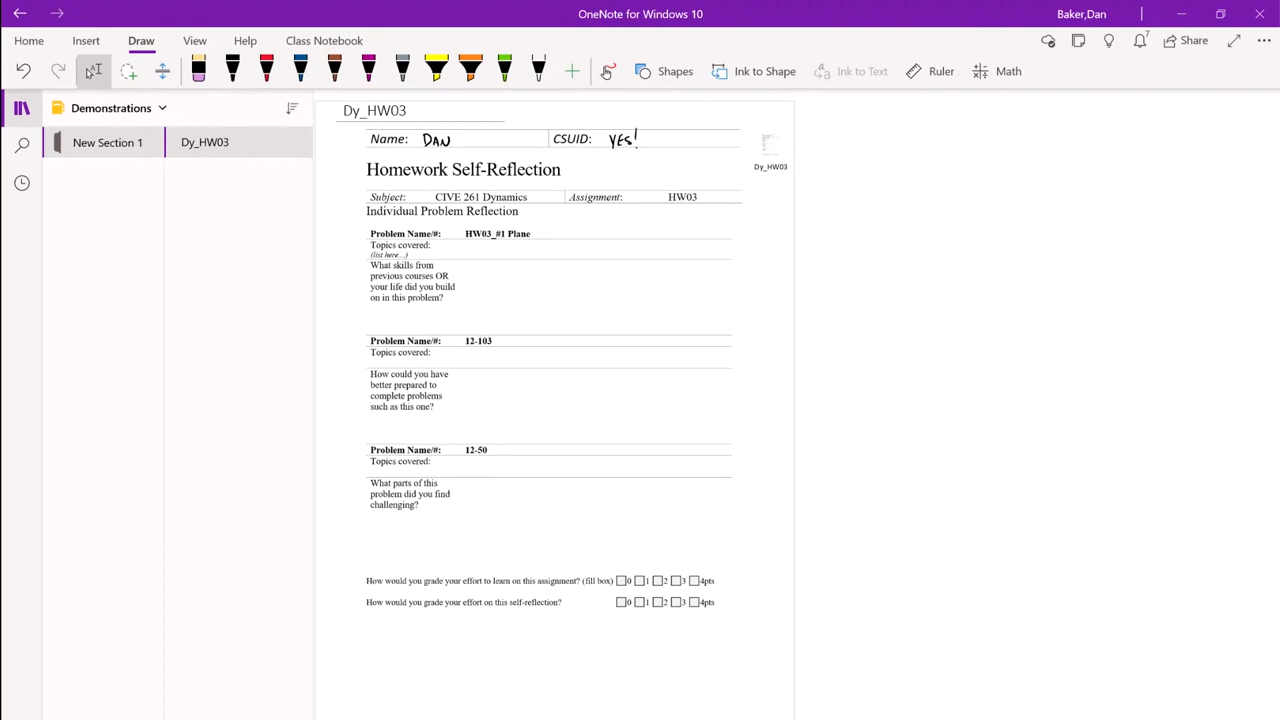 OneNote for Windows 10
Baker,Dan
Home Insert Draw View Help Class Notebook
Share
Shapes Ink to Shape Ink to Text Ruler Math
Demonstrations
New Section 1
Dy_HW03
Dy_HW03
Name: DAN CSUID: YES!
Dy_HW03
Homework Self-Reflection
Subject: CIVE 261 Dynamics Assignment: HW03
Individual Problem Reflection
Problem Name/#: HW03_#1 Plane
Topics covered:
(list here...)
What skills from
previous courses OR
your life did you build
on in this problem?
Problem Name/#: 12-103
Topics covered:
How could you have
better prepared to
complete problems
such as this one?
Problem Name/#: 12-50
Topics covered:
What parts of this
problem did you find
challenging?
How would you grade your effort to learn on this assignment? (fill box) 0 1 2 3 4pts
How would you grade your effort on this self-reflection? 0 1 2 3 4pts